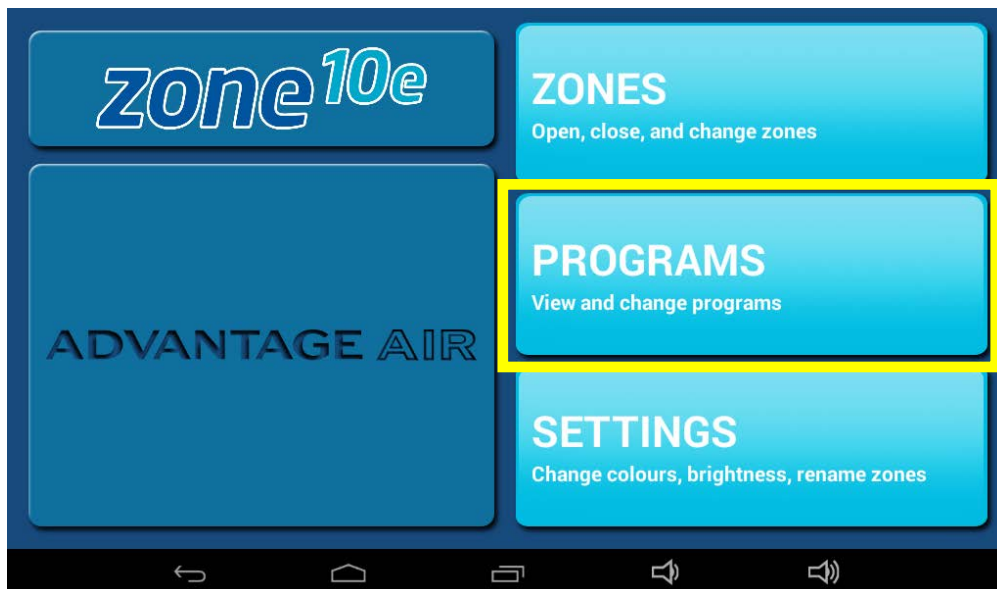 zone10e
ADVANTAGE AIR
ZONES
Open, close, and change zones
PROGRAMS
View and change programs
SETTINGS
Change colours, brightness, rename zones